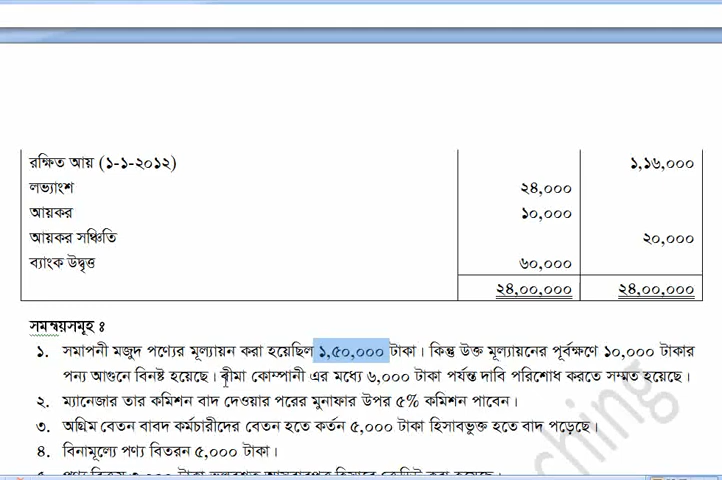 রক্ষিত আয় (১-১-২০১২) ১,১৬,০০০
লভ্যাংশ ২৪,০০০
আয়কর ১০,০০০
আয়কর সঞ্চিতি ২০,০০০
ব্যাংক উদ্বৃত্ত ৬০,০০০
২৪,০০,০০০ ২৪,০০,০০০
সমন্বয়সমূহ ঃ
১. সমাপনী মজুদ পণ্যের মূল্যায়ন করা হয়েছিল ১,৫০,০০০ টাকা। কিন্তু উক্ত মূল্যায়নের পূর্বক্ষণে ১০,০০০ টাকার
পন্য আগুনে বিনষ্ট হয়েছে। বীমা কোম্পানী এর মধ্যে ৬,০০০ টাকা পর্যন্ত দাবি পরিশোধ করতে সম্মত হয়েছে।
২. ম্যানেজার তার কমিশন বাদ দেওয়ার পরের মুনাফার উপর ৫% কমিশন পাবেন।
৩. অগ্রিম বেতন বাবদ কর্মচারীদের বেতন হতে কর্তন ৫,০০০ টাকা হিসাবভুক্ত হতে বাদ পড়েছে।
৪. বিনামূল্যে পণ্য বিতরন ৫,০০০ টাকা।
ching